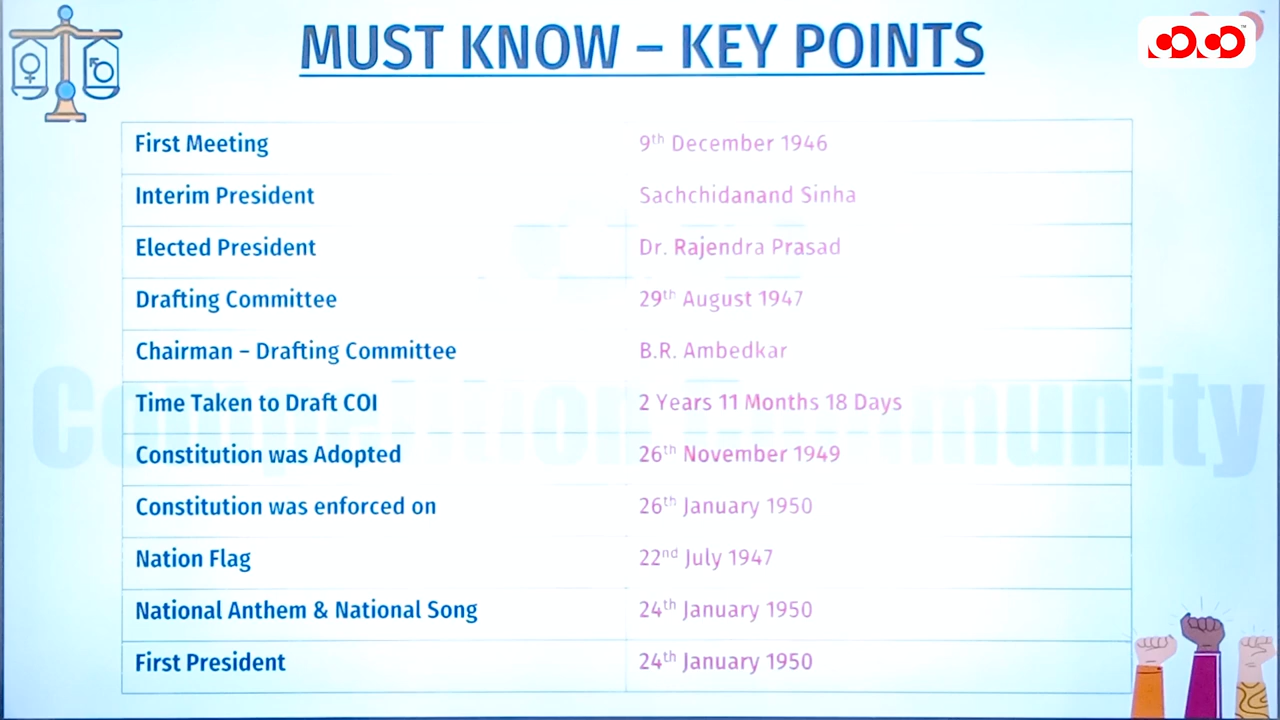 MUST KNOW – KEY POINTS
First Meeting 9th December 1946
Interim President Sachchidanand Sinha
Elected President Dr. Rajendra Prasad
Drafting Committee 29th August 1947
Chairman – Drafting Committee B.R. Ambedkar
Time Taken to Draft COI 2 Years 11 Months 18 Days
Constitution was Adopted 26th November 1949
Constitution was enforced on 26th January 1950
Nation Flag 22nd July 1947
National Anthem & National Song 24th January 1950
First President 24th January 1950